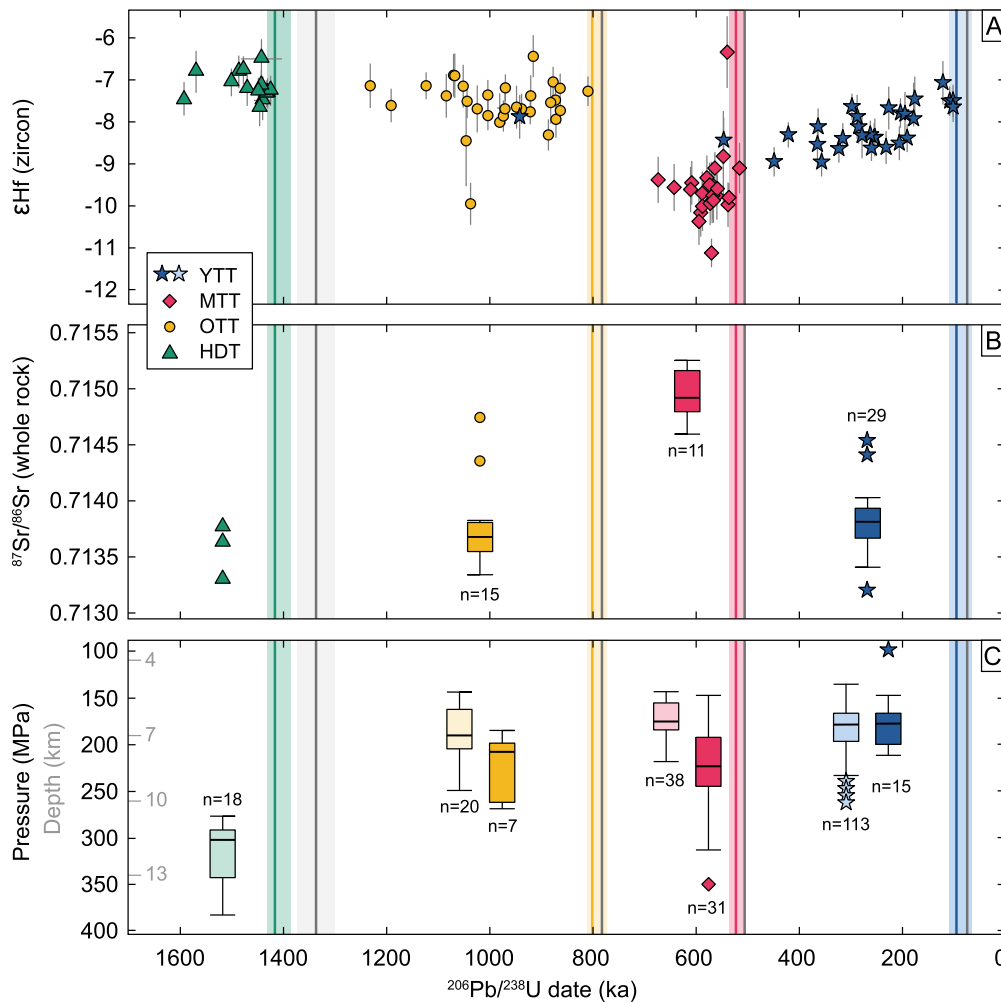 A
-6
-7
-8
-9
-10
-11
-12
εHf (zircon)
YTT
MTT
OTT
HDT
B
0.7155
0.7150
0.7145
0.7140
0.7135
0.7130
⁸⁷Sr/⁸⁶Sr (whole rock)
n=15
n=11
n=29
C
100
150
200
250
300
350
400
Pressure (MPa)
Depth (km)
4
7
10
13
n=18
n=20
n=7
n=38
n=31
n=113
n=15
1600 1400 1200 1000 800 600 400 200 0
²⁰⁶Pb/²³⁸U date (ka)